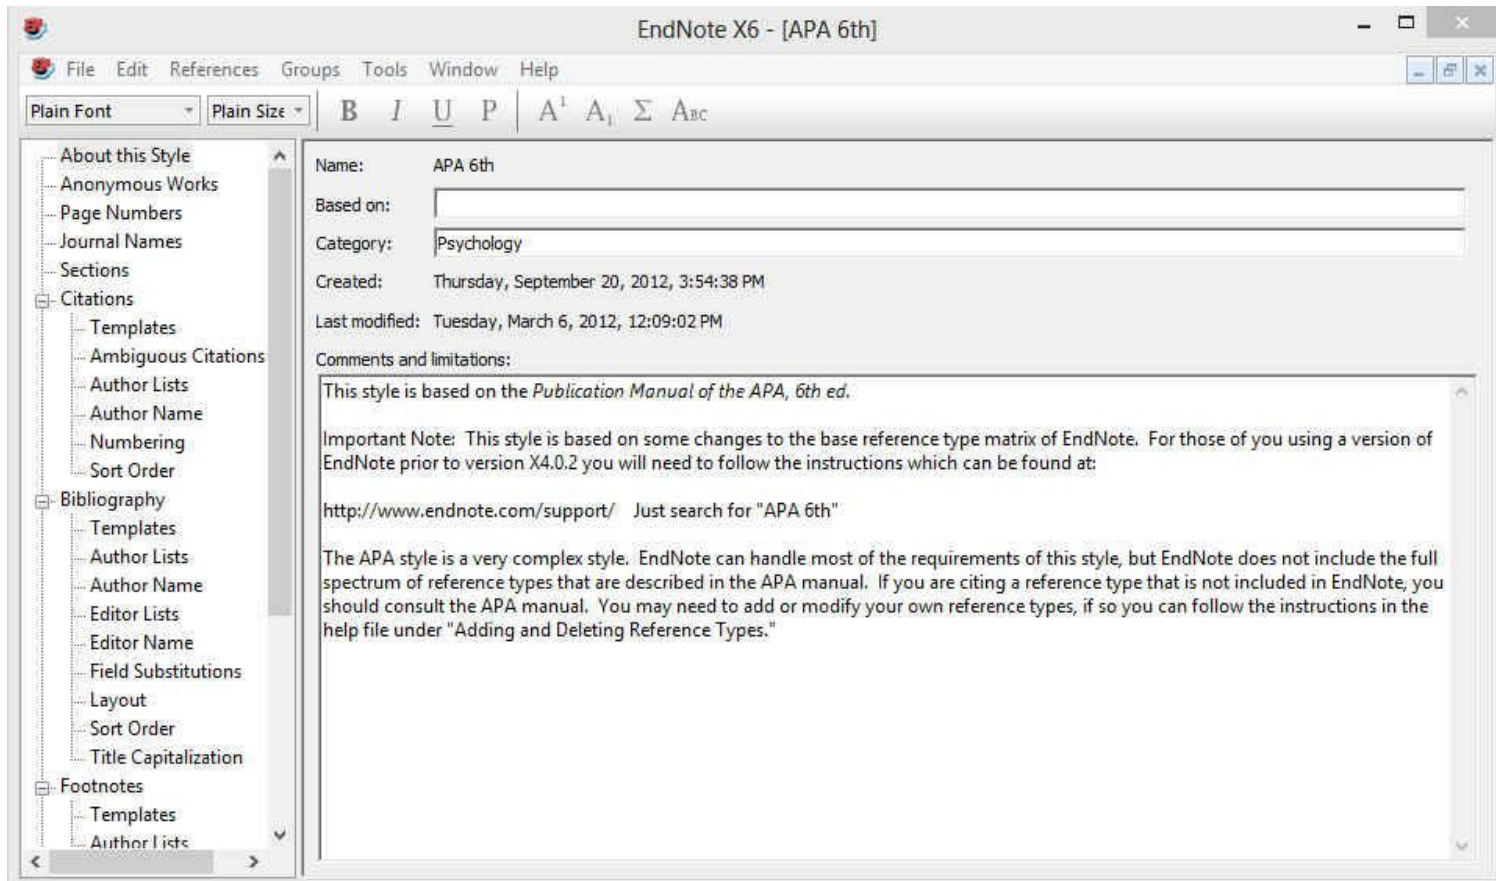 EndNote X6 - [APA 6th]
File Edit References Groups Tools Window Help
Plain Font Plain Size B I U P A¹ A₁ Σ ABC
About this Style
Anonymous Works
Page Numbers
Journal Names
Sections
Citations
Templates
Ambiguous Citations
Author Lists
Author Name
Numbering
Sort Order
Bibliography
Templates
Author Lists
Author Name
Editor Lists
Editor Name
Field Substitutions
Layout
Sort Order
Title Capitalization
Footnotes
Templates
Author Lists
Name: APA 6th
Based on:
Category: Psychology
Created: Thursday, September 20, 2012, 3:54:38 PM
Last modified: Tuesday, March 6, 2012, 12:09:02 PM
Comments and limitations:
This style is based on the Publication Manual of the APA, 6th ed.
Important Note:  This style is based on some changes to the base reference type matrix of EndNote.  For those of you using a version of
EndNote prior to version X4.0.2 you will need to follow the instructions which can be found at:
http://www.endnote.com/support/    Just search for "APA 6th"
The APA style is a very complex style.  EndNote can handle most of the requirements of this style, but EndNote does not include the full
spectrum of reference types that are described in the APA manual.  If you are citing a reference type that is not included in EndNote, you
should consult the APA manual.  You may need to add or modify your own reference types, if so you can follow the instructions in the
help file under "Adding and Deleting Reference Types."